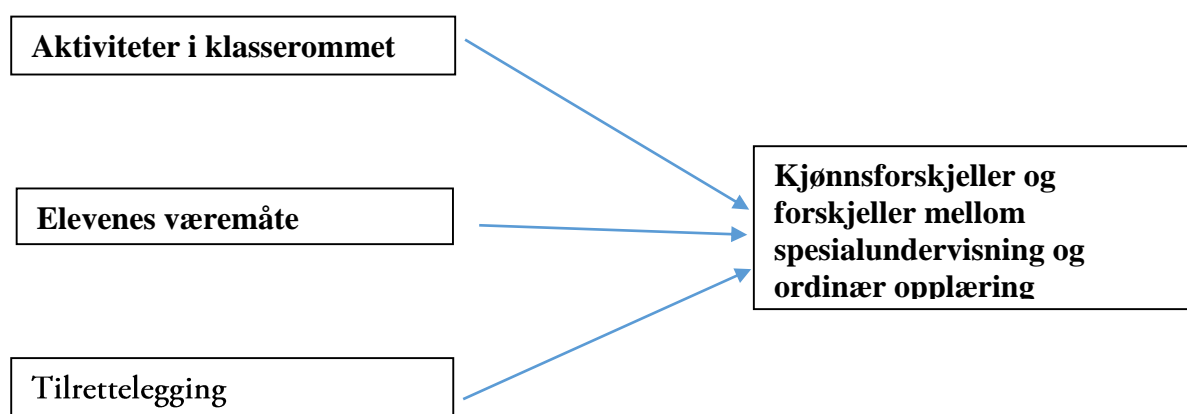 Aktiviteter i klasserommet
Elevenes væremåte
Kjønnsforskjeller og
forskjeller mellom
spesialundervisning og
ordinær opplæring
Tilrettelegging